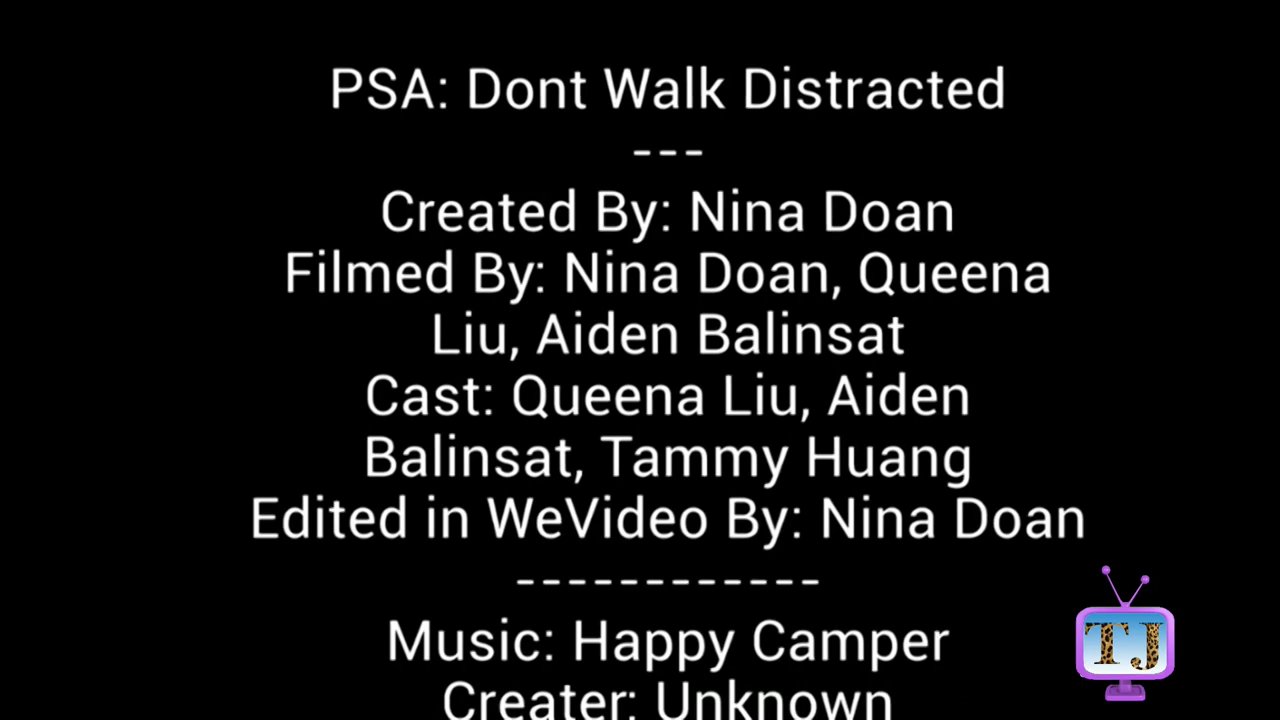 PSA: Dont Walk Distracted
---
Created By: Nina Doan
Filmed By: Nina Doan, Queena
Liu, Aiden Balinsat
Cast: Queena Liu, Aiden
Balinsat, Tammy Huang
Edited in WeVideo By: Nina Doan
------------
Music: Happy Camper
Creater: Unknown
TJ